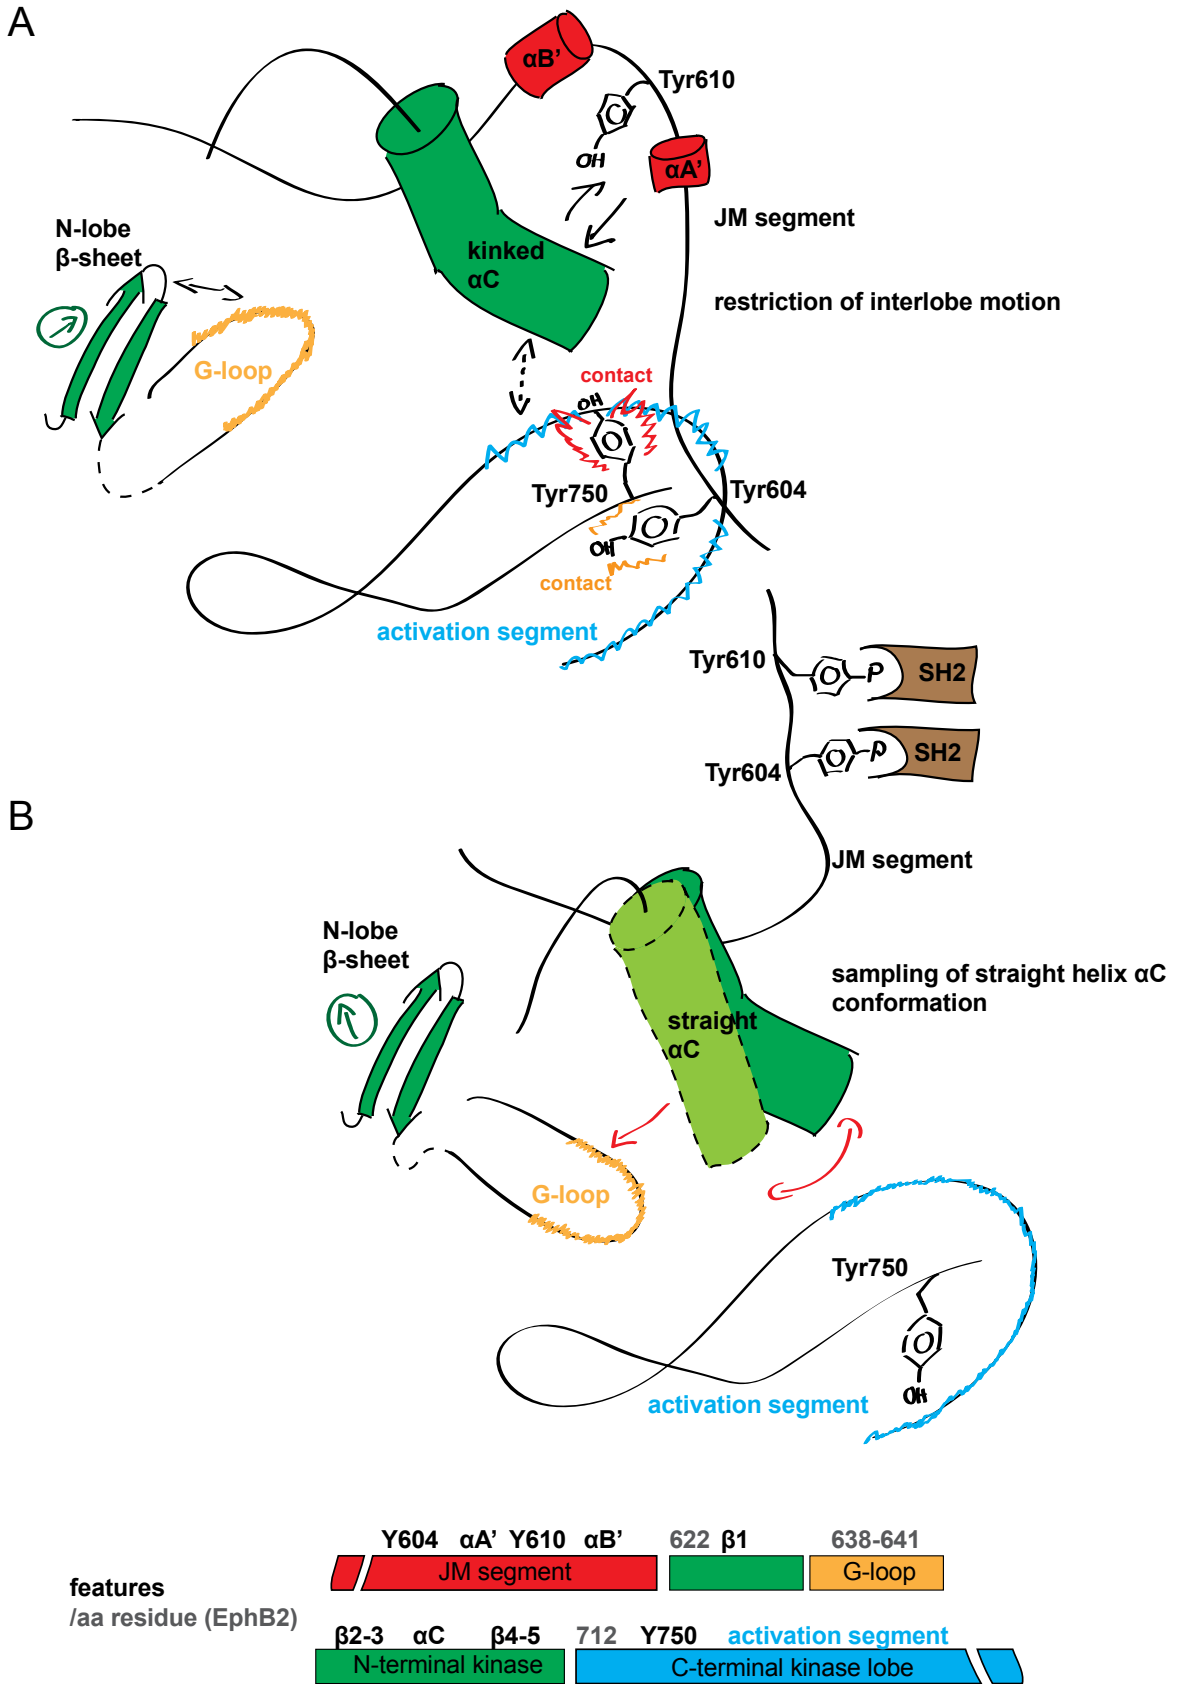 A
αB’
Tyr610
OH
αA’
JM segment
N-lobe
β-sheet
kinked
αC
restriction of interlobe motion
G-loop
contact
OH
Tyr750
Tyr604
OH
contact
activation segment
Tyr610
P
SH2
Tyr604
P
SH2
B
JM segment
N-lobe
β-sheet
sampling of straight helix αC
conformation
straight
αC
G-loop
Tyr750
OH
activation segment
Y604 αA’ Y610 αB’ 622 β1 638-641
JM segment G-loop
features
/aa residue (EphB2)
β2-3 αC β4-5 712 Y750 activation segment
N-terminal kinase C-terminal kinase lobe